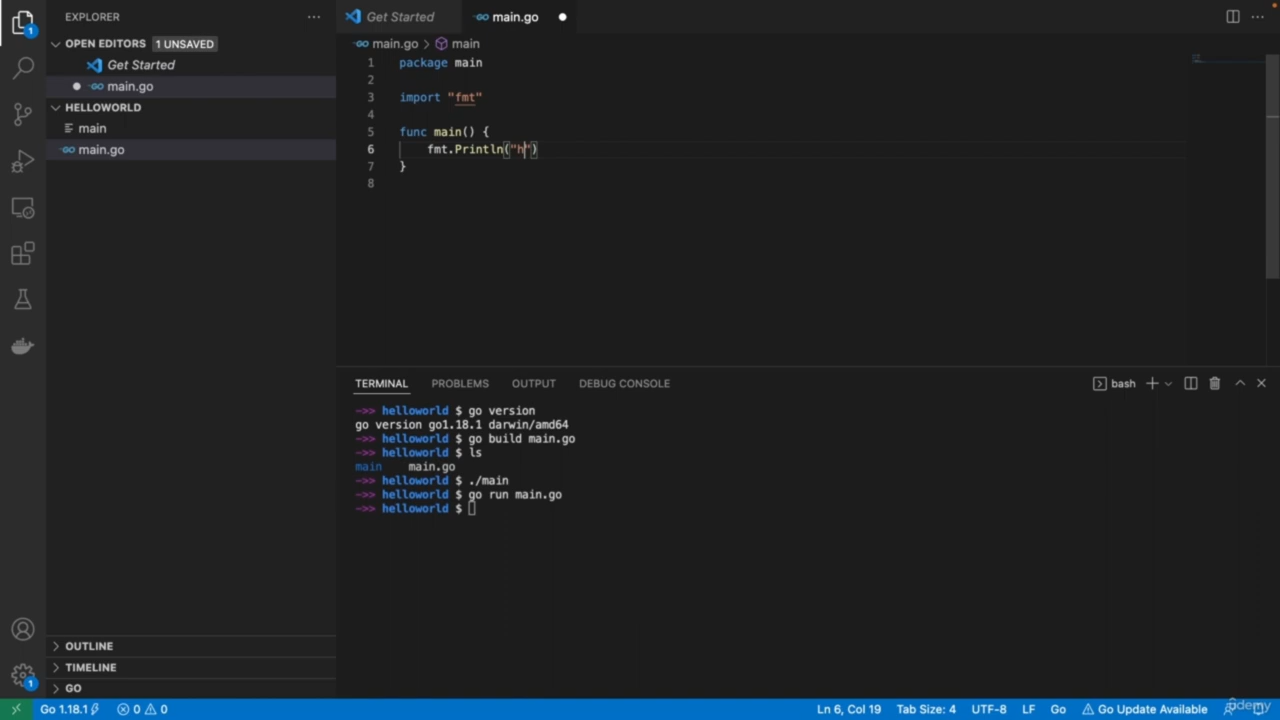 EXPLORER
OPEN EDITORS 1 UNSAVED
Get Started
main.go
HELLOWORLD
main
main.go
OUTLINE
TIMELINE
GO
1
1
Get Started
main.go
main.go > main
1 package main
2
3 import "fmt"
4
5 func main() {
6 fmt.Println("h")
7 }
8
TERMINAL PROBLEMS OUTPUT DEBUG CONSOLE bash
->> helloworld $ go version
go version go1.18.1 darwin/amd64
->> helloworld $ go build main.go
->> helloworld $ ls
main main.go
->> helloworld $ ./main
->> helloworld $ go run main.go
->> helloworld $
Go 1.18.1 0 0 Ln 6, Col 19 Tab Size: 4 UTF-8 LF Go Go Update Available
udemy